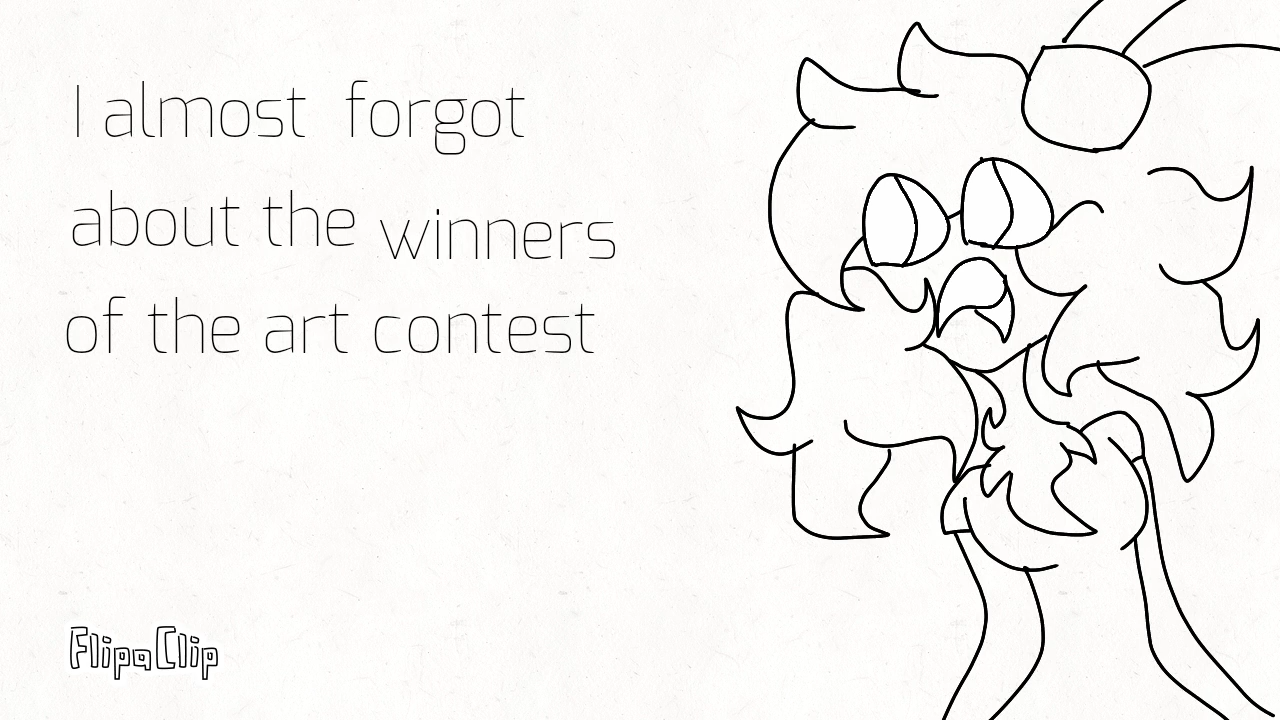 I almost forgot
about the winners
of the art contest
FlipaClip